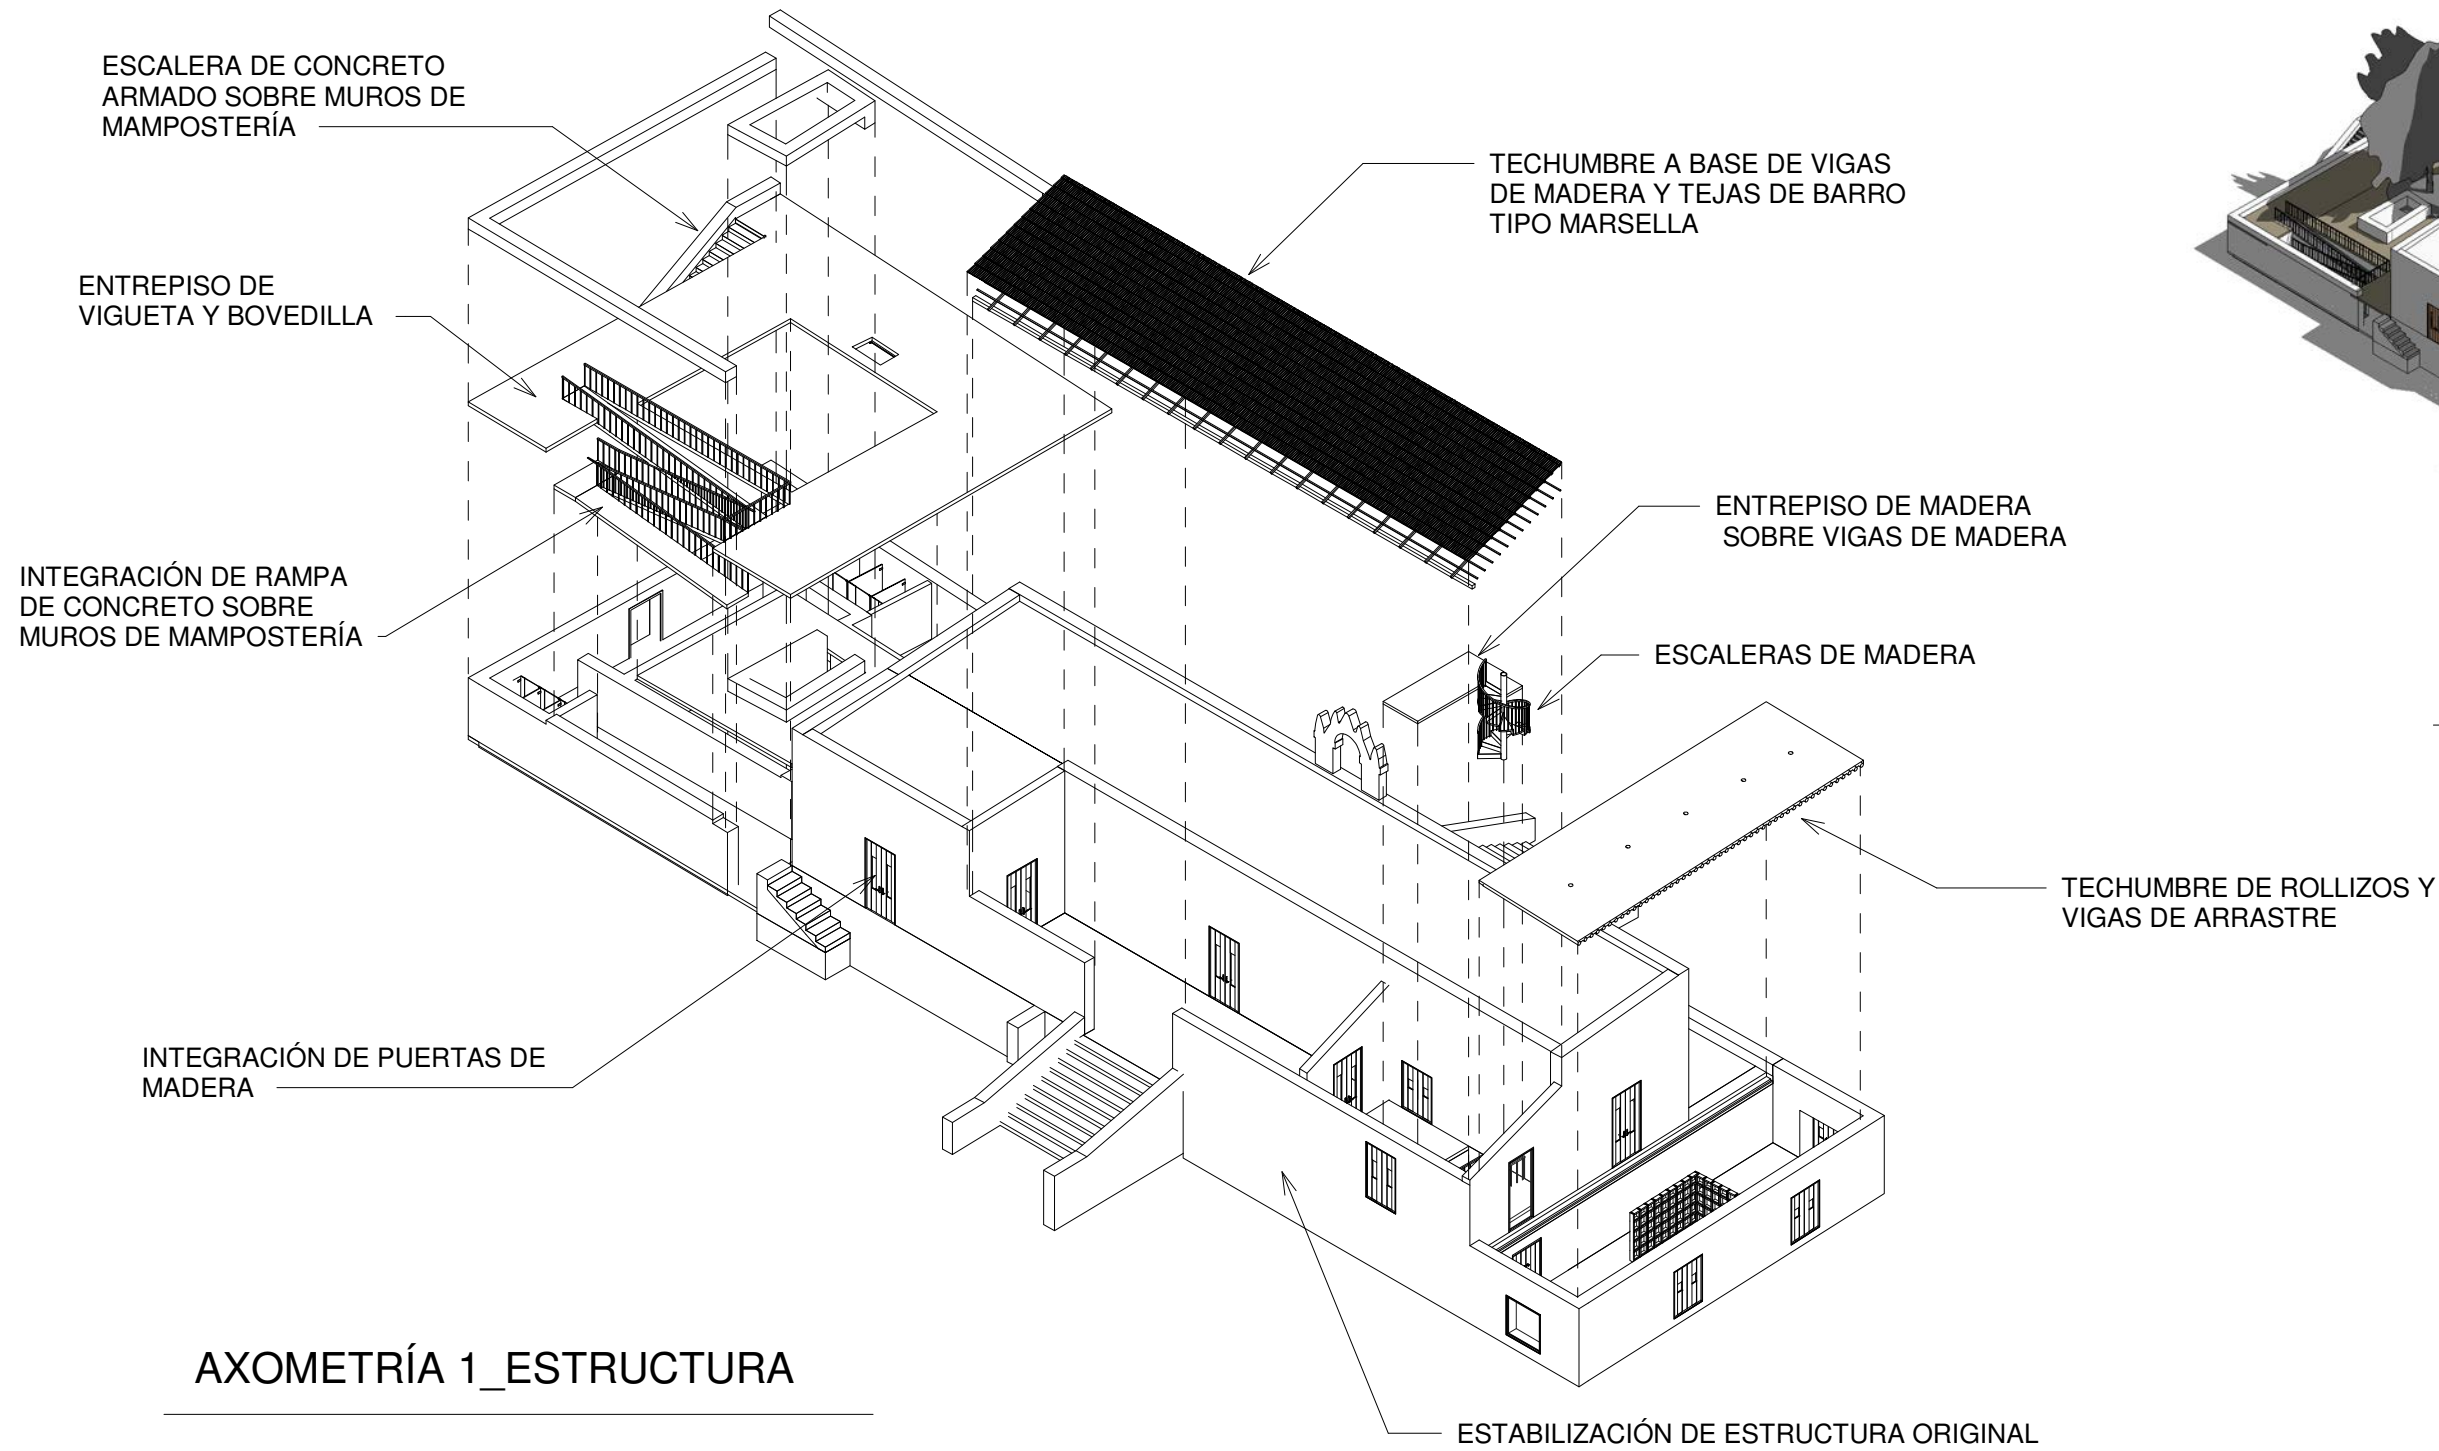 ESCALERA DE CONCRETO
ARMADO SOBRE MUROS DE
MAMPOSTERÍA
TECHUMBRE A BASE DE VIGAS
DE MADERA Y TEJAS DE BARRO
TIPO MARSELLA
ENTREPISO DE
VIGUETA Y BOVEDILLA
ENTREPISO DE MADERA
SOBRE VIGAS DE MADERA
INTEGRACIÓN DE RAMPA
DE CONCRETO SOBRE
MUROS DE MAMPOSTERÍA
ESCALERAS DE MADERA
TECHUMBRE DE ROLLIZOS Y
VIGAS DE ARRASTRE
INTEGRACIÓN DE PUERTAS DE
MADERA
AXOMETRÍA 1_ESTRUCTURA
ESTABILIZACIÓN DE ESTRUCTURA ORIGINAL